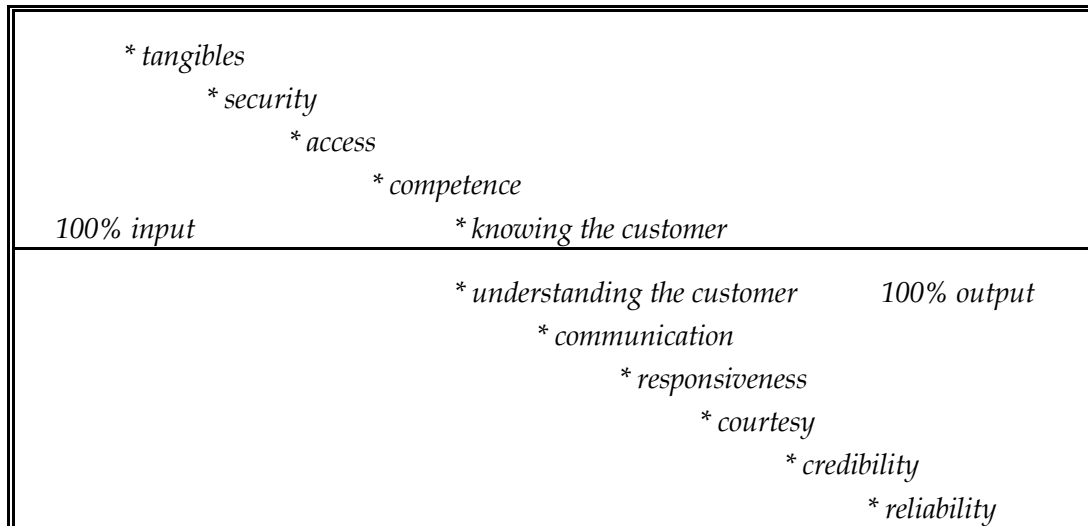 * tangibles
* security
* access
* competence
100% input * knowing the customer
* understanding the customer 100% output
* communication
* responsiveness
* courtesy
* credibility
* reliability